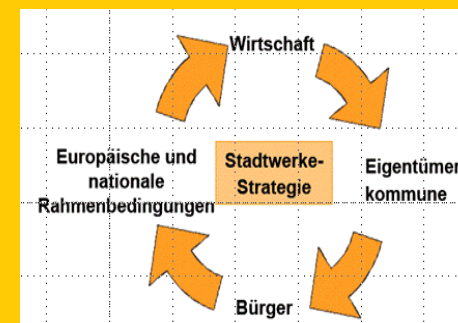 Wirtschaft
Europäische und
nationale
Rahmenbedingungen
Stadtwerke-
Strategie
Eigentümer
kommune
Bürger